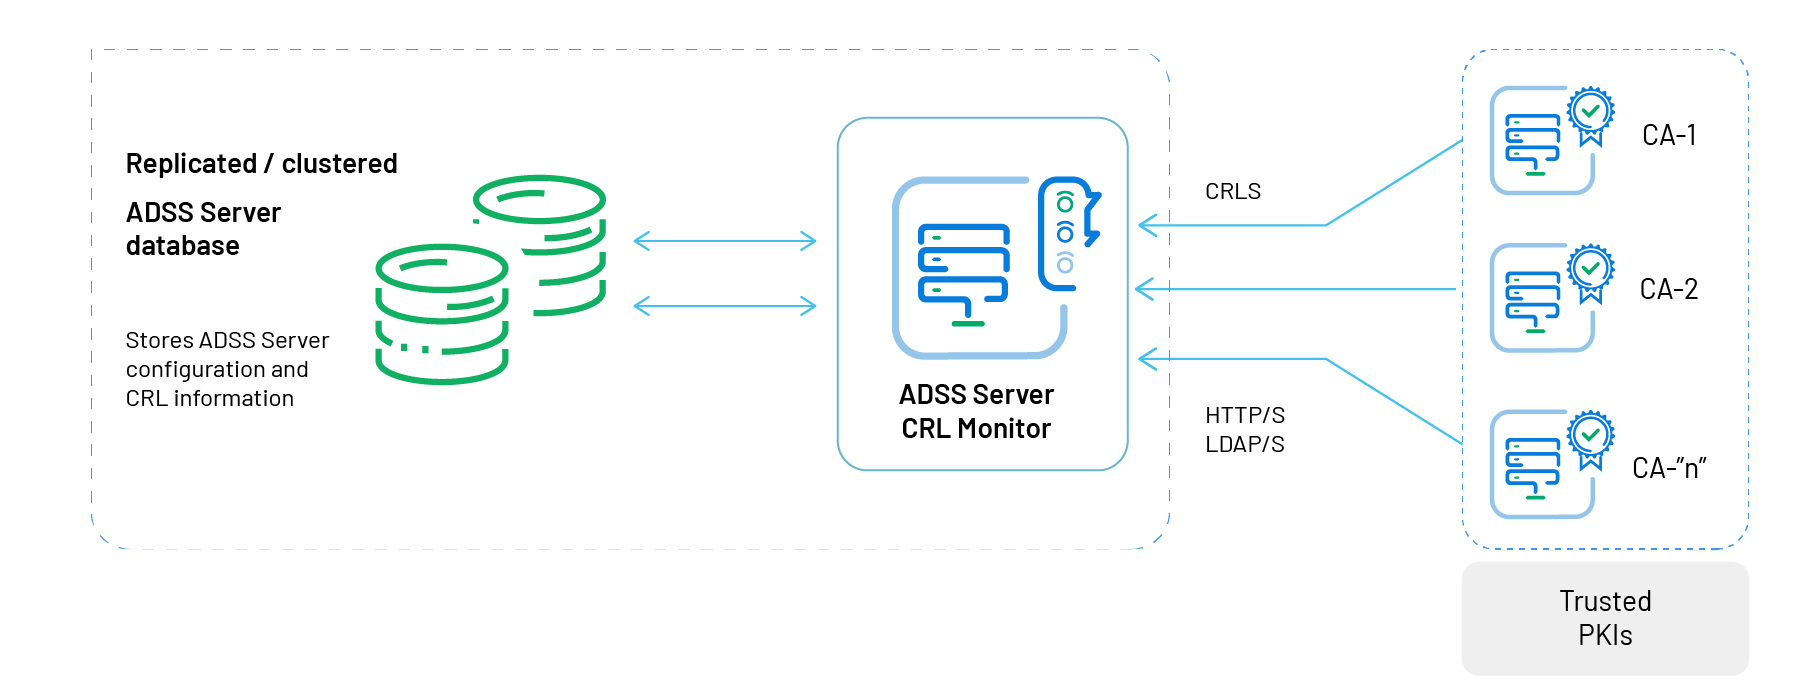 Replicated / clustered
ADSS Server
database
Stores ADSS Server
configuration and
CRL information
ADSS Server
CRL Monitor
CRLS
HTTP/S
LDAP/S
CA-1
CA-2
CA-”n”
Trusted
PKIs